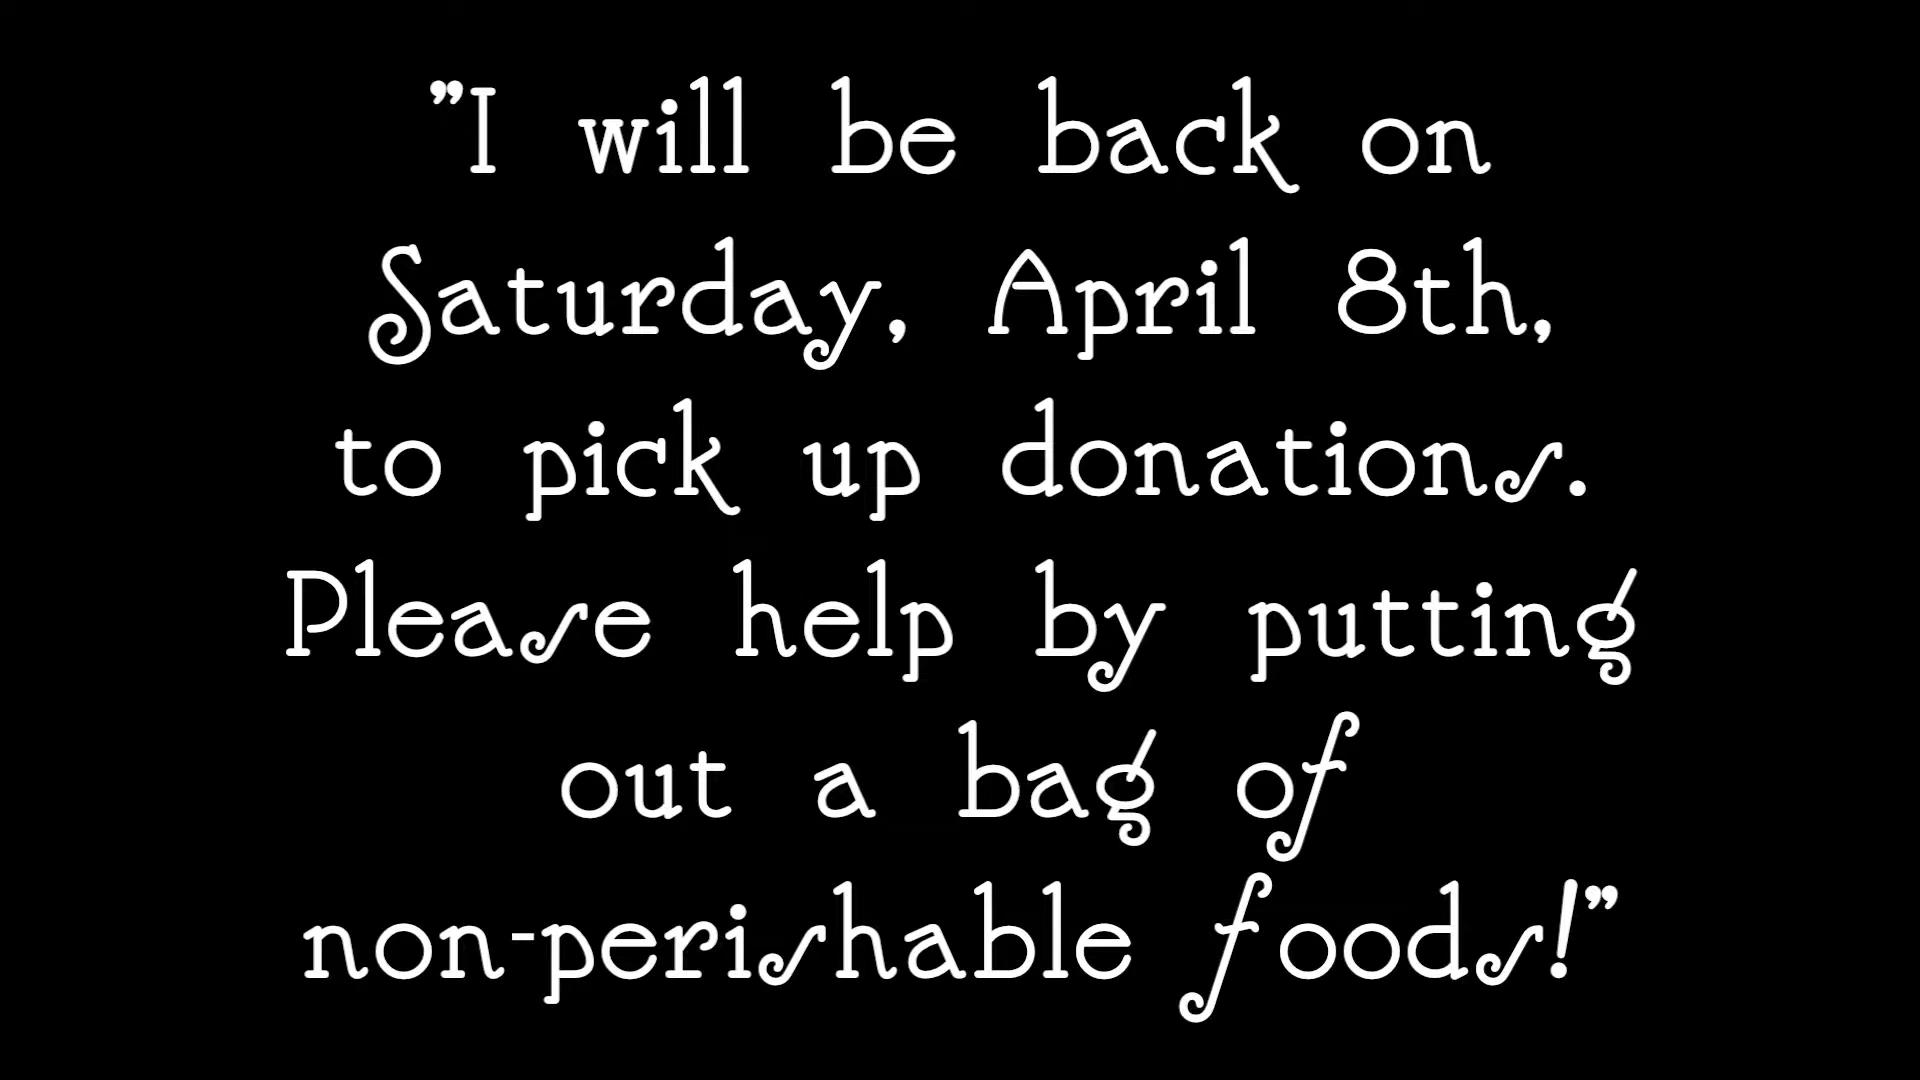 "I will be back on
Saturday, April 8th,
to pick up donations.
Please help by putting
out a bag of
non-perishable foods!"